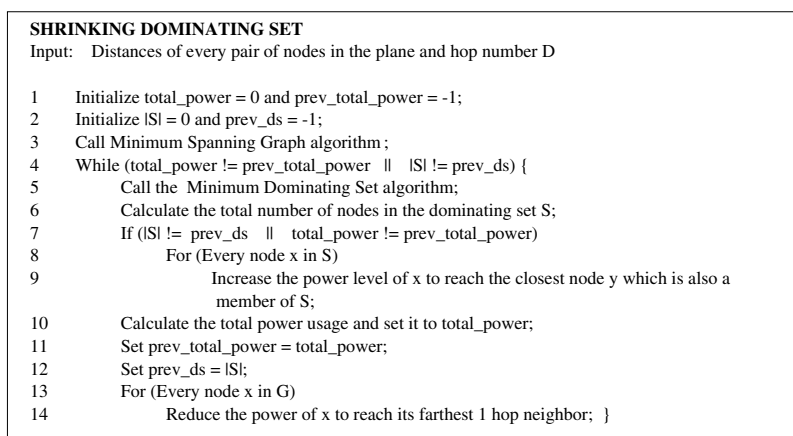 SHRINKING DOMINATING SET
Input: Distances of every pair of nodes in the plane and hop number D
1 Initialize total_power = 0 and prev_total_power = -1;
2 Initialize |S| = 0 and prev_ds = -1;
3 Call Minimum Spanning Graph algorithm ;
4 While (total_power != prev_total_power || |S| != prev_ds) {
5 Call the Minimum Dominating Set algorithm;
6 Calculate the total number of nodes in the dominating set S;
7 If (|S| != prev_ds || total_power != prev_total_power)
8 For (Every node x in S)
9 Increase the power level of x to reach the closest node y which is also a
member of S;
10 Calculate the total power usage and set it to total_power;
11 Set prev_total_power = total_power;
12 Set prev_ds = |S|;
13 For (Every node x in G)
14 Reduce the power of x to reach its farthest 1 hop neighbor; }